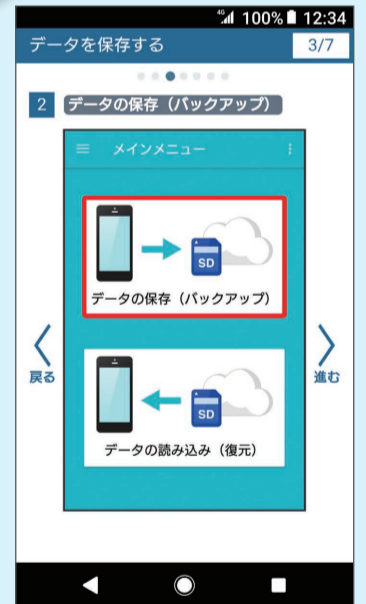 4G 100% 12:34
データを保存する 3/7
2 データの保存（バックアップ）
メインメニュー
SD
データの保存（バックアップ）
戻る
進む
SD
データの読み込み（復元）